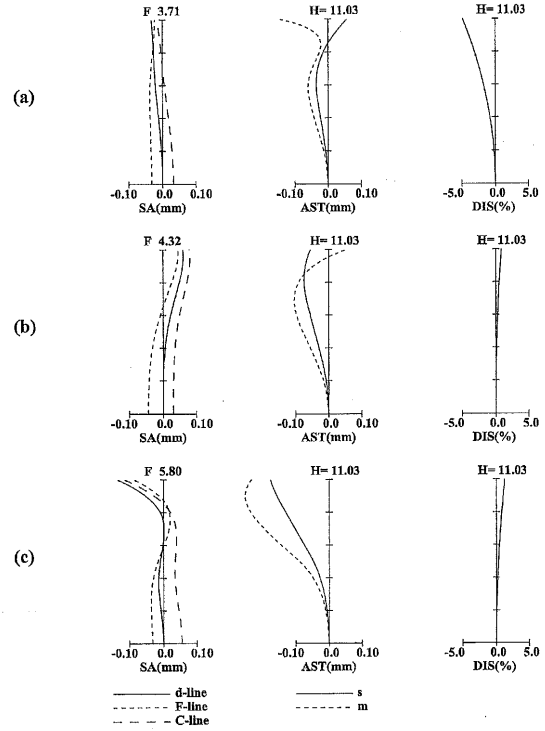 F 3.71 H= 11.03 H= 11.03
(a)
-0.10 0.0 0.10 -0.10 0.0 0.10 -5.0 0.0 5.0
SA(mm) AST(mm) DIS(%)
F 4.32 H= 11.03 H= 11.03
(b)
-0.10 0.0 0.10 -0.10 0.0 0.10 -5.0 0.0 5.0
SA(mm) AST(mm) DIS(%)
F 5.80 H= 11.03 H= 11.03
(c)
-0.10 0.0 0.10 -0.10 0.0 0.10 -5.0 0.0 5.0
SA(mm) AST(mm) DIS(%)
d-line s
F-line m
C-line